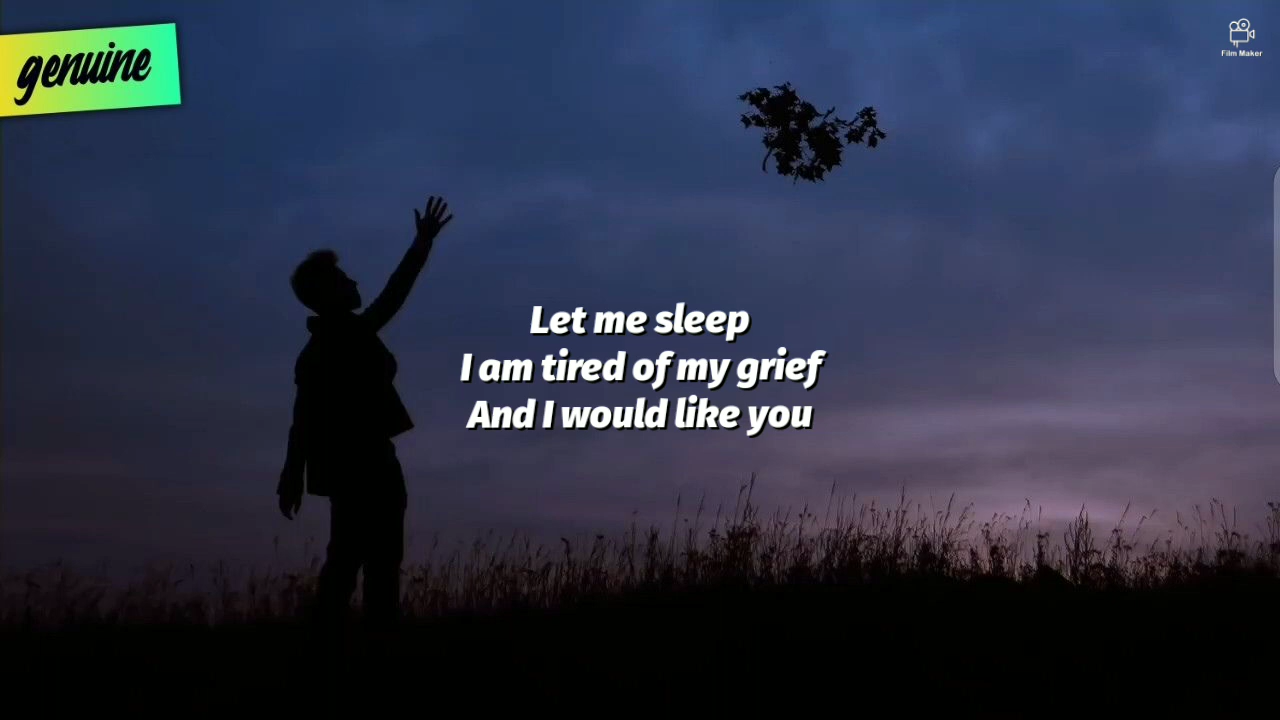 genuine
Film Maker
Let me sleep
I am tired of my grief
And I would like you